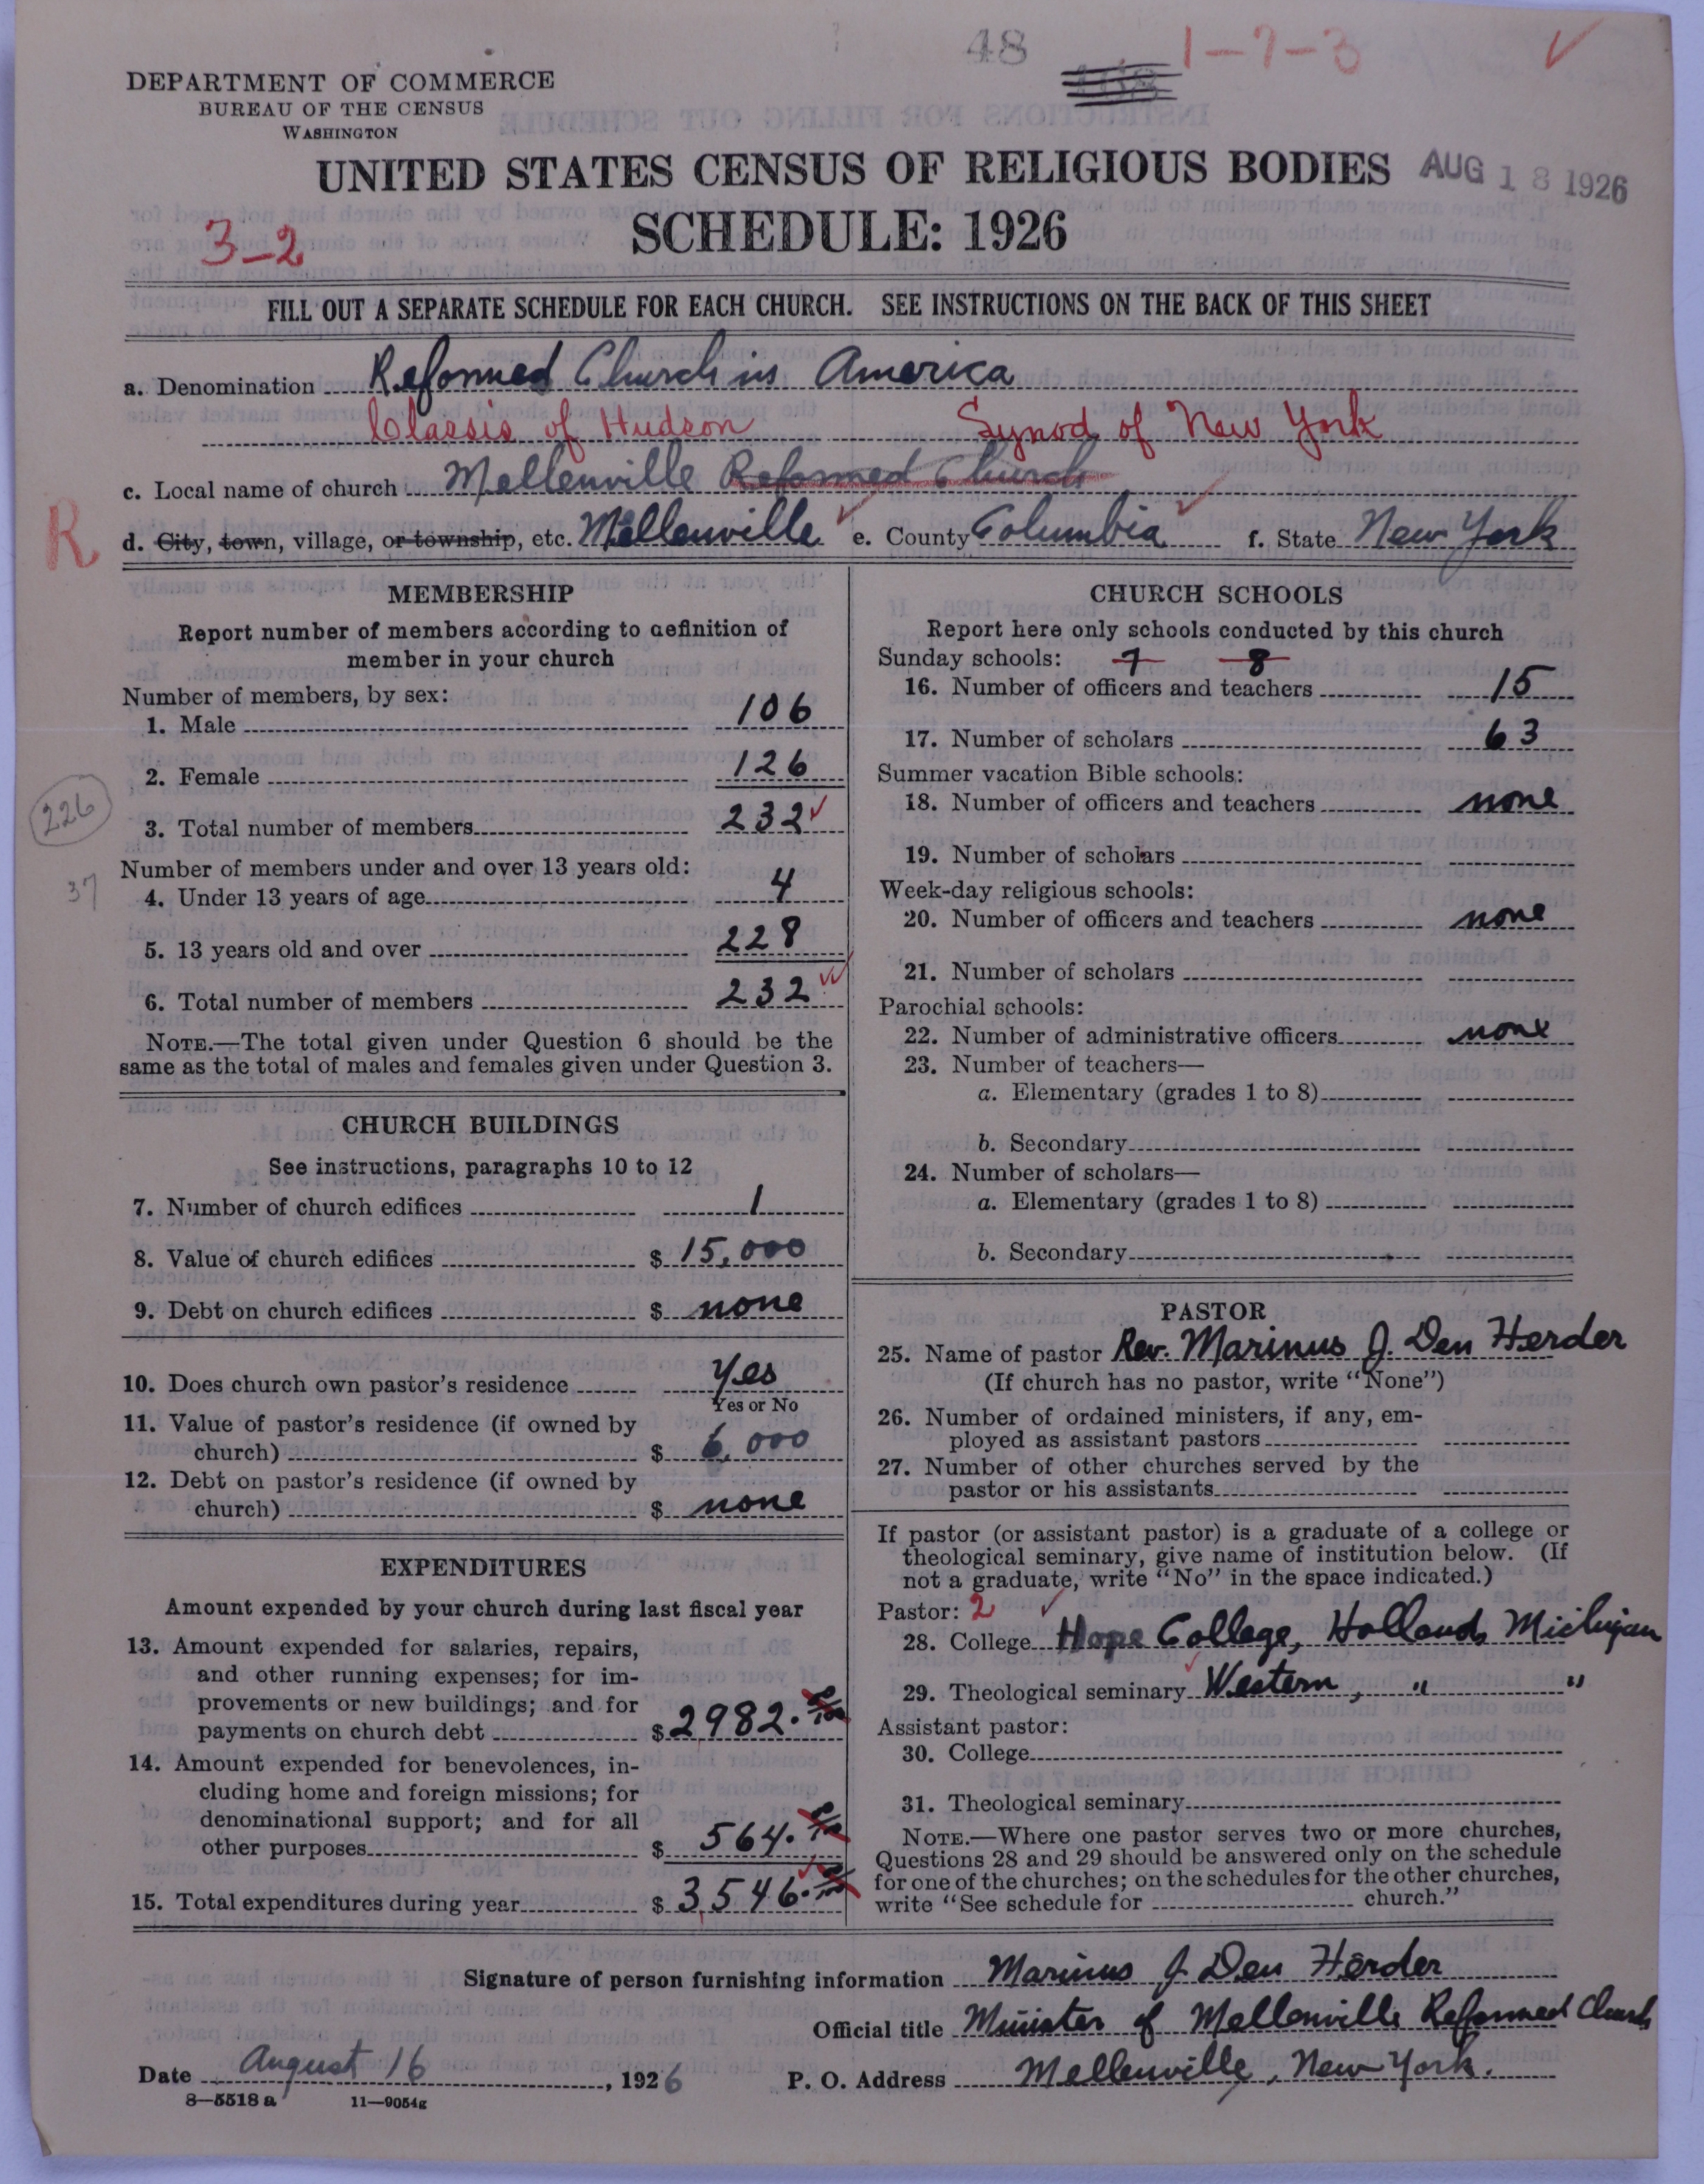 48 1-7-3 ✓
DEPARTMENT OF COMMERCE
BUREAU OF THE CENSUS
WASHINGTON
UNITED STATES CENSUS OF RELIGIOUS BODIES AUG 18 1926
3-2 SCHEDULE: 1926
FILL OUT A SEPARATE SCHEDULE FOR EACH CHURCH. SEE INSTRUCTIONS ON THE BACK OF THIS SHEET
a. Denomination Reformed Church in America
Classis of Hudson Synod of New York
c. Local name of church Mellenville Reformed Church
R d. City, town, village, or township, etc. Mellenville e. County Columbia f. State New York
MEMBERSHIP
Report number of members according to definition of
member in your church
Number of members, by sex:
1. Male 106
2. Female 126
226
3. Total number of members 232 ✓
Number of members under and over 13 years old:
37
4. Under 13 years of age 4
5. 13 years old and over 228
6. Total number of members 232 ✓✓
NOTE.—The total given under Question 6 should be the
same as the total of males and females given under Question 3.
CHURCH BUILDINGS
See instructions, paragraphs 10 to 12
7. Number of church edifices 1
8. Value of church edifices $ 15,000
9. Debt on church edifices $ none
10. Does church own pastor's residence Yes
Yes or No
11. Value of pastor's residence (if owned by
church) $ 6,000
12. Debt on pastor's residence (if owned by
church) $ none
EXPENDITURES
Amount expended by your church during last fiscal year
13. Amount expended for salaries, repairs,
and other running expenses; for im-
provements or new buildings; and for
payments on church debt $ 2982.
14. Amount expended for benevolences, in-
cluding home and foreign missions; for
denominational support; and for all
other purposes $ 564.
15. Total expenditures during year $ 3,546.
CHURCH SCHOOLS
Report here only schools conducted by this church
Sunday schools: 7 8
16. Number of officers and teachers 15
17. Number of scholars 63
Summer vacation Bible schools:
18. Number of officers and teachers none
19. Number of scholars
Week-day religious schools:
20. Number of officers and teachers none
21. Number of scholars
Parochial schools:
22. Number of administrative officers none
23. Number of teachers—
a. Elementary (grades 1 to 8)
b. Secondary
24. Number of scholars—
a. Elementary (grades 1 to 8)
b. Secondary
PASTOR
25. Name of pastor Rev. Marinus J. Den Herder
(If church has no pastor, write "None")
26. Number of ordained ministers, if any, em-
ployed as assistant pastors
27. Number of other churches served by the
pastor or his assistants
If pastor (or assistant pastor) is a graduate of a college or
theological seminary, give name of institution below. (If
not a graduate, write "No" in the space indicated.)
Pastor: 2 ✓
28. College Hope College, Holland, Michigan
29. Theological seminary Western, " "
Assistant pastor:
30. College
31. Theological seminary
NOTE.—Where one pastor serves two or more churches,
Questions 28 and 29 should be answered only on the schedule
for one of the churches; on the schedules for the other churches,
write "See schedule for church."
Signature of person furnishing information Marinus J. Den Herder
Official title Minister of Mellenville Reformed Church
Date August 16, 1926 P. O. Address Mellenville, New York.
8—5518 a 11—9054g